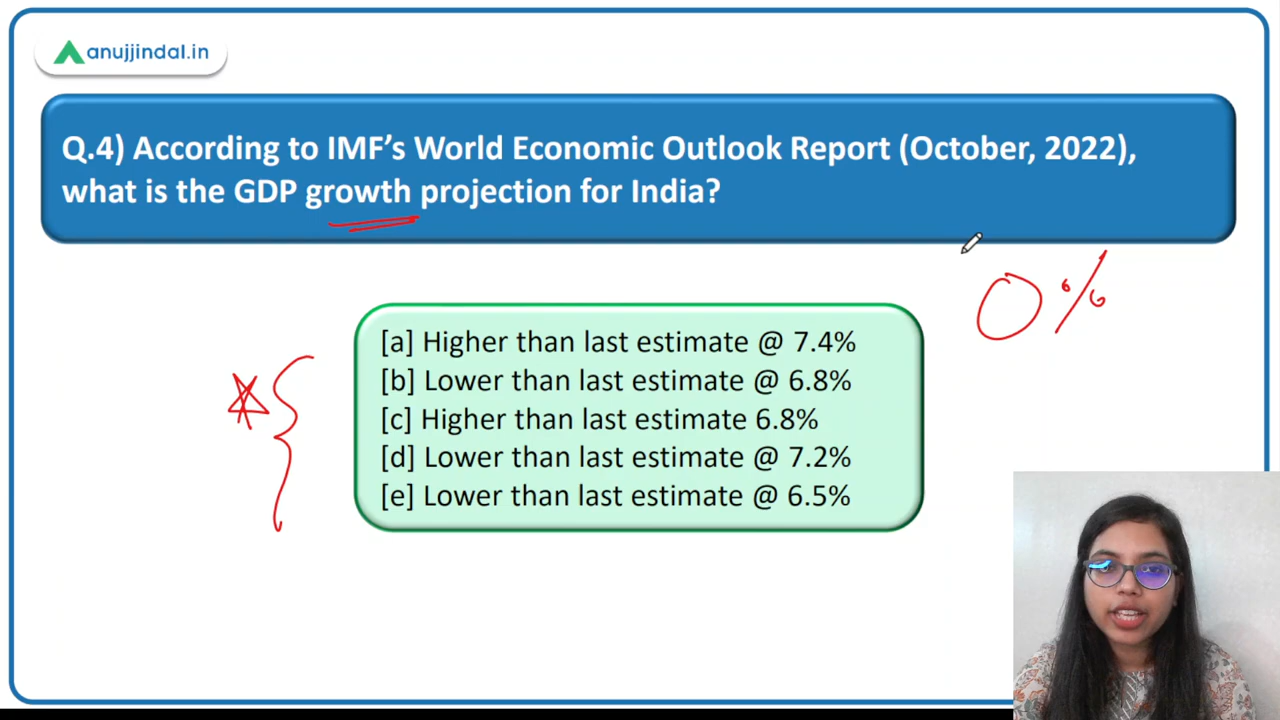 anujjindal.in
Q.4) According to IMF's World Economic Outlook Report (October, 2022),
what is the GDP growth projection for India?
0%
[a] Higher than last estimate @ 7.4%
[b] Lower than last estimate @ 6.8%
[c] Higher than last estimate 6.8%
[d] Lower than last estimate @ 7.2%
[e] Lower than last estimate @ 6.5%